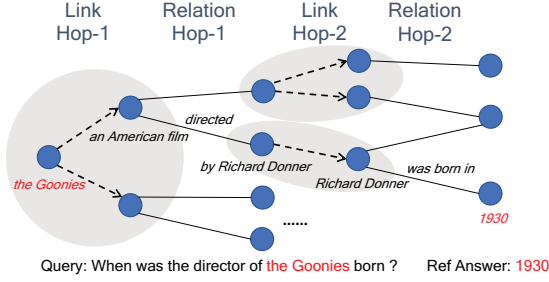 Link Hop-1
Relation Hop-1
Link Hop-2
Relation Hop-2
an American film
directed
the Goonies
by Richard Donner
Richard Donner
was born in
......
1930
Query: When was the director of the Goonies born ? Ref Answer: 1930